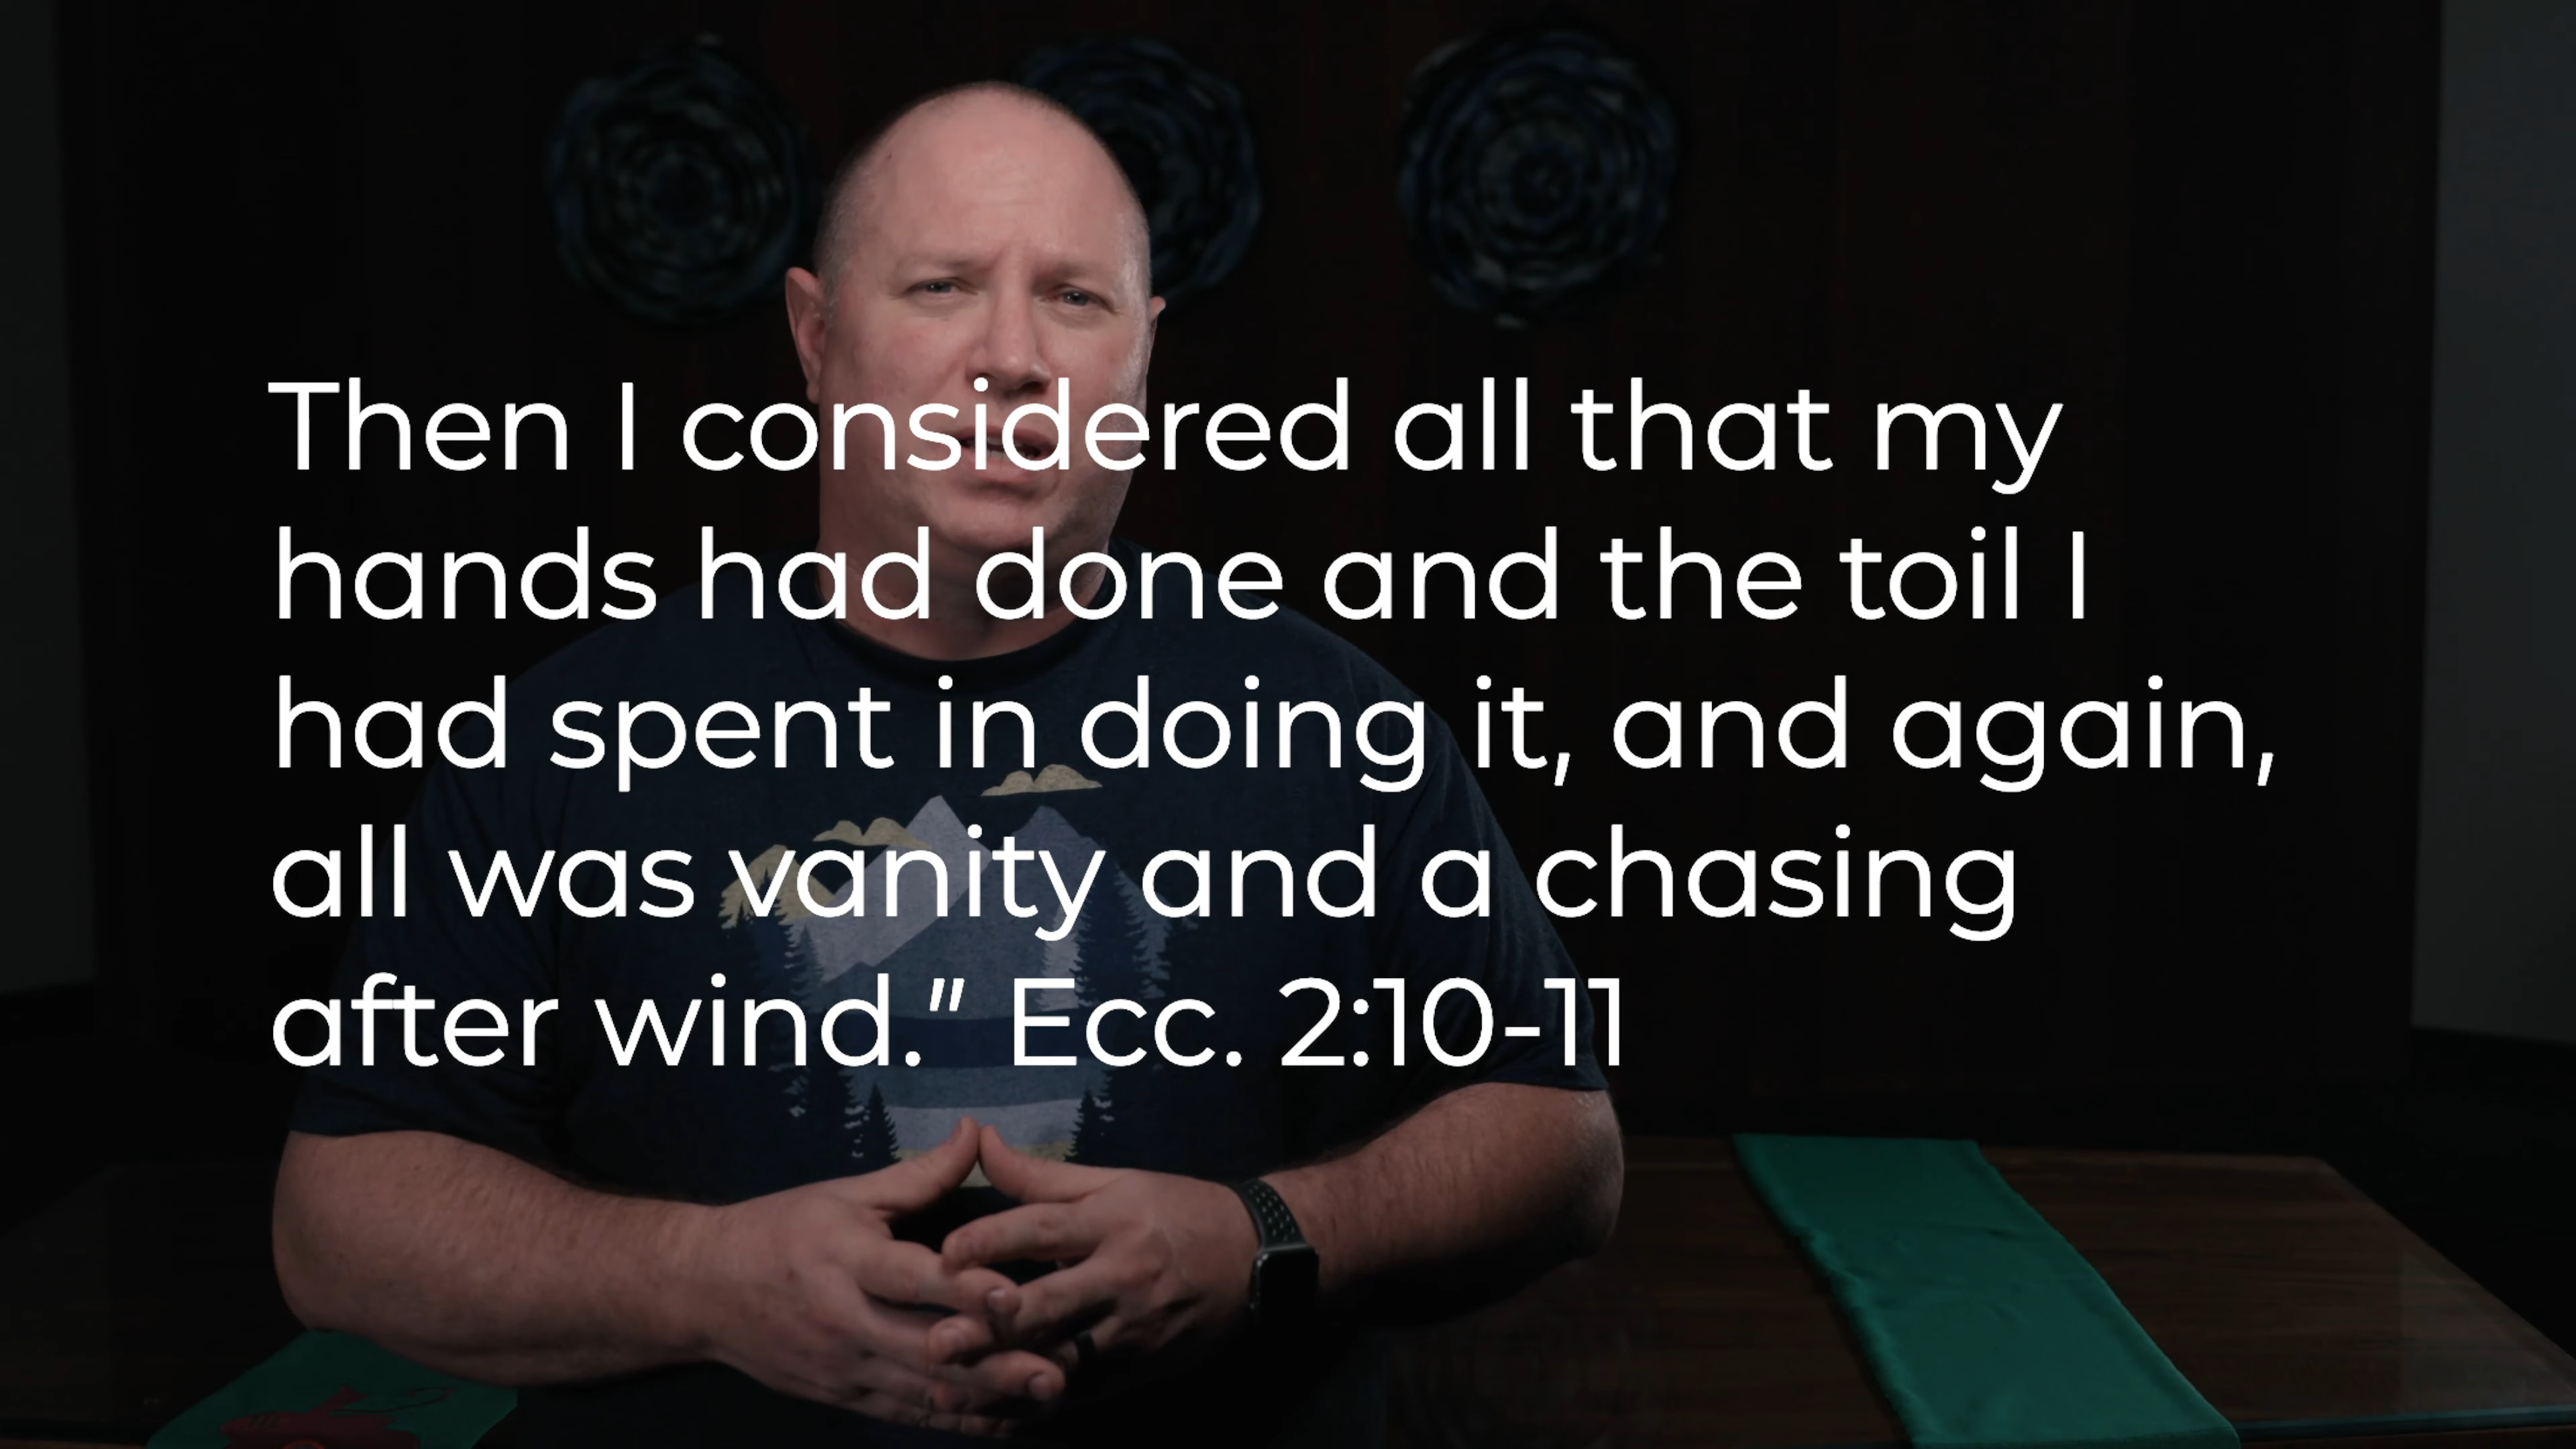 Then I considered all that my
hands had done and the toil I
had spent in doing it, and again,
all was vanity and a chasing
after wind.” Ecc. 2:10-11